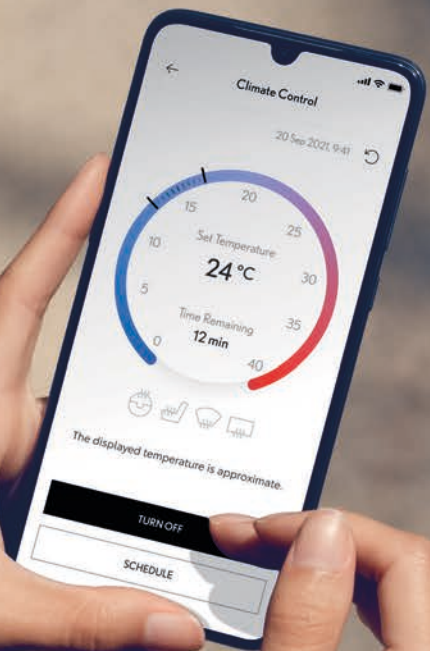 Climate Control
20 Sep 2021, 9:41
20
15
25
10
Set Temperature
24 °C
30
5
Time Remaining
12 min
35
0
40
The displayed temperature is approximate.
TURN OFF
SCHEDULE